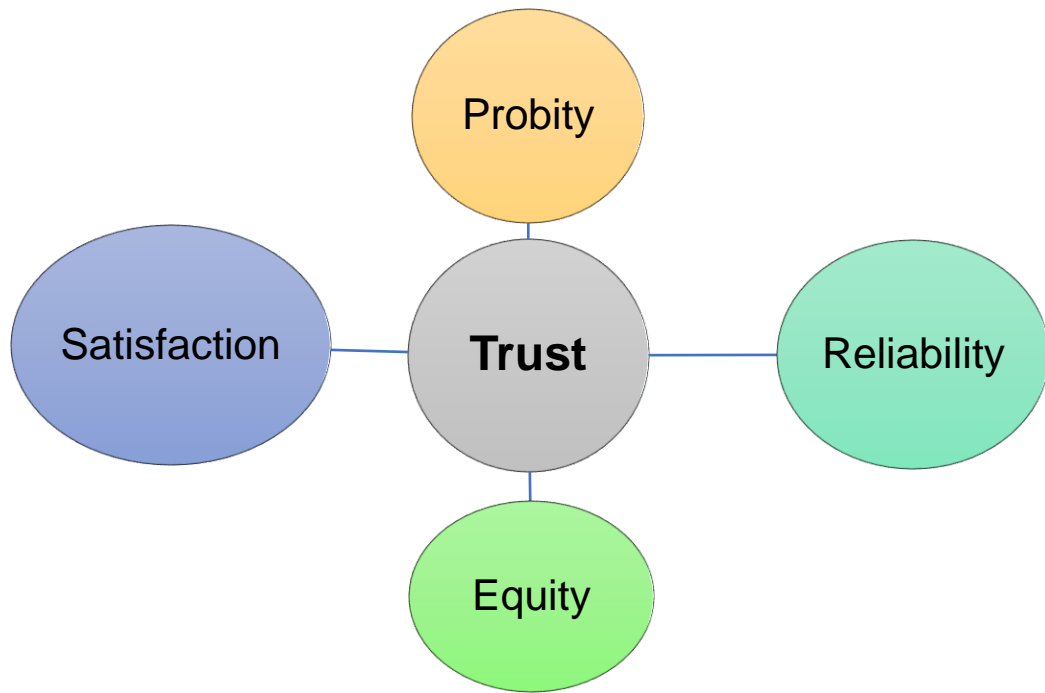 Probity
Satisfaction
Trust
Reliability
Equity